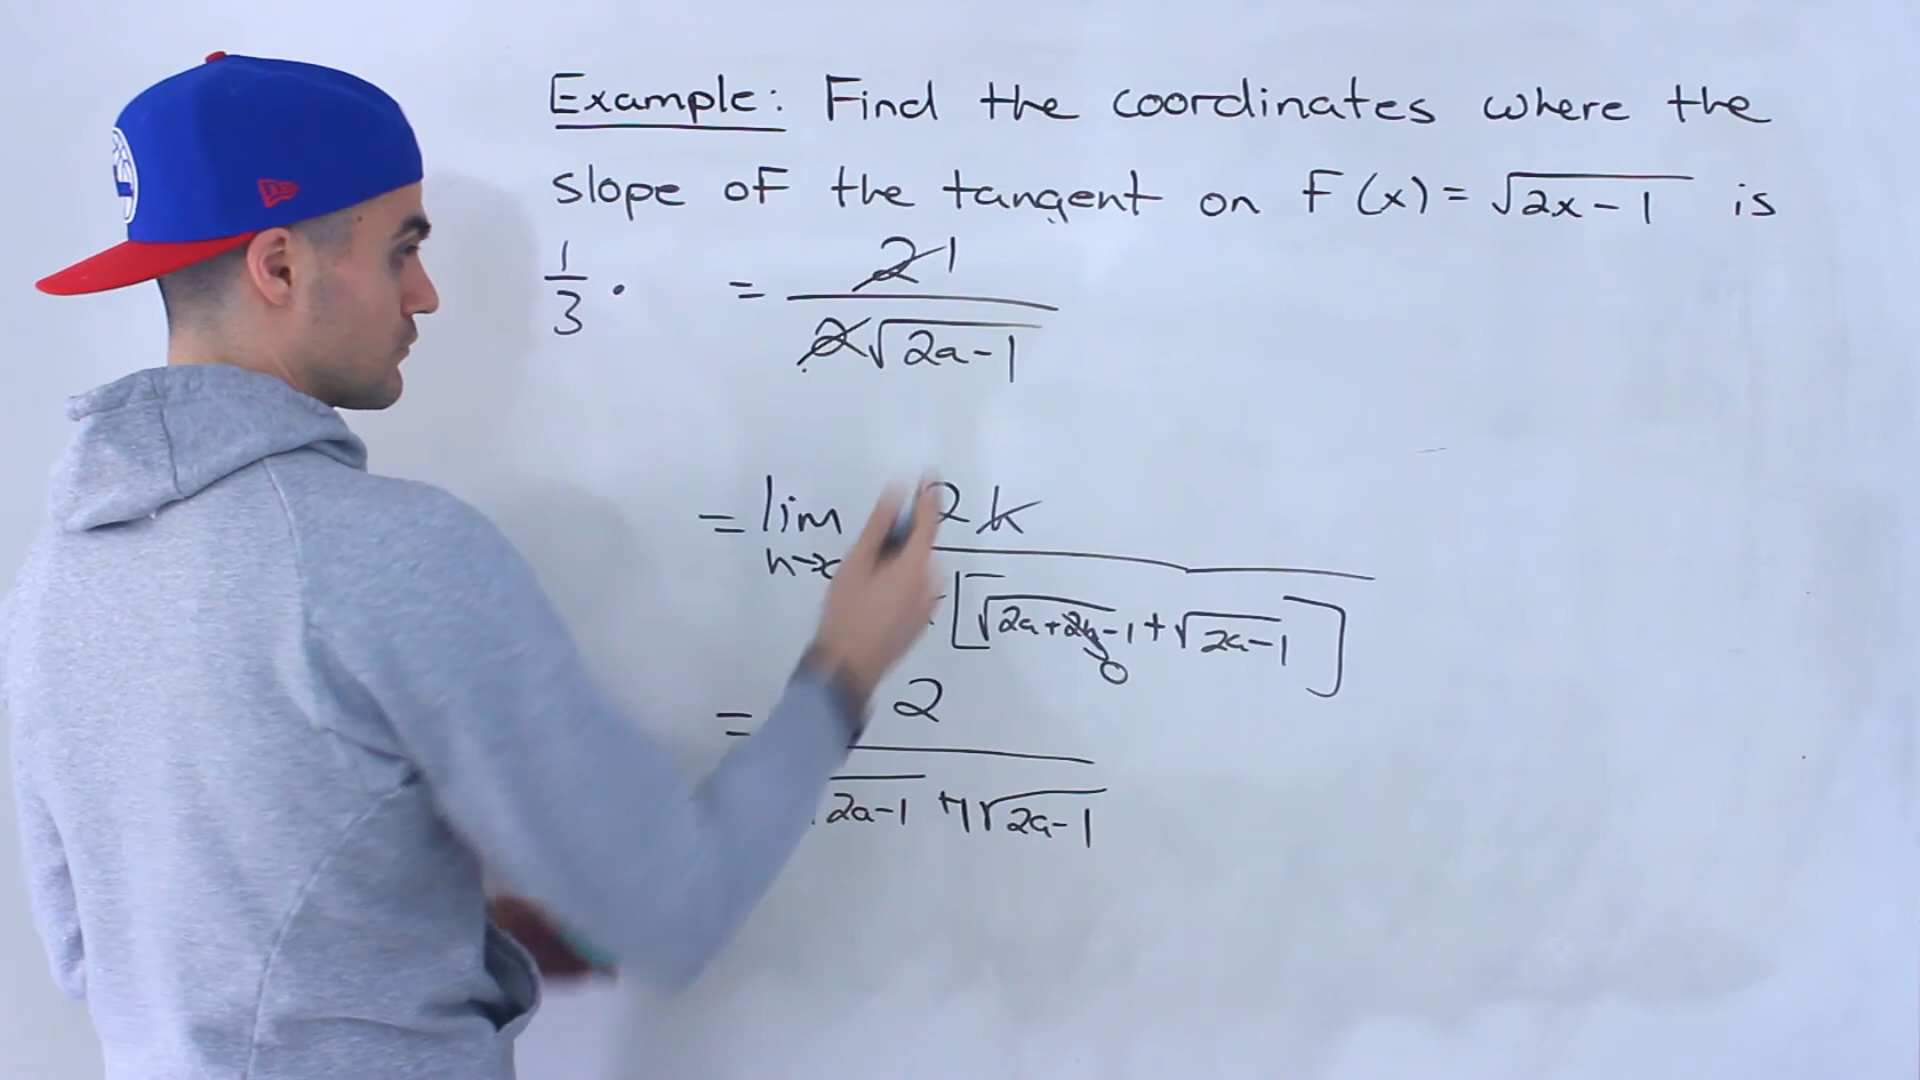 Example: Find the coordinates where the
slope of the tangent on F(x) = √2x-1 is
1/3.
= 2 1 / 2√2a-1
= lim 2h
h→
[√2a+2h-1 + √2a-1]
0
= 2
2a-1 + √2a-1